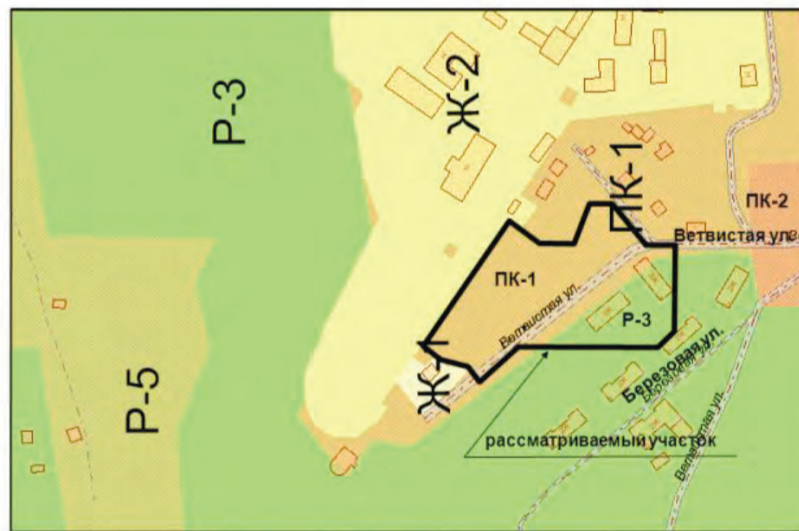 Р-3
Ж-2
ПК-1
ПК-2
Ветвистая ул.
ПК-1
Ветвистая ул.
Р-3
Березовая ул.
Ж-1
Р-5
рассматриваемый участок
Ветвистая ул.